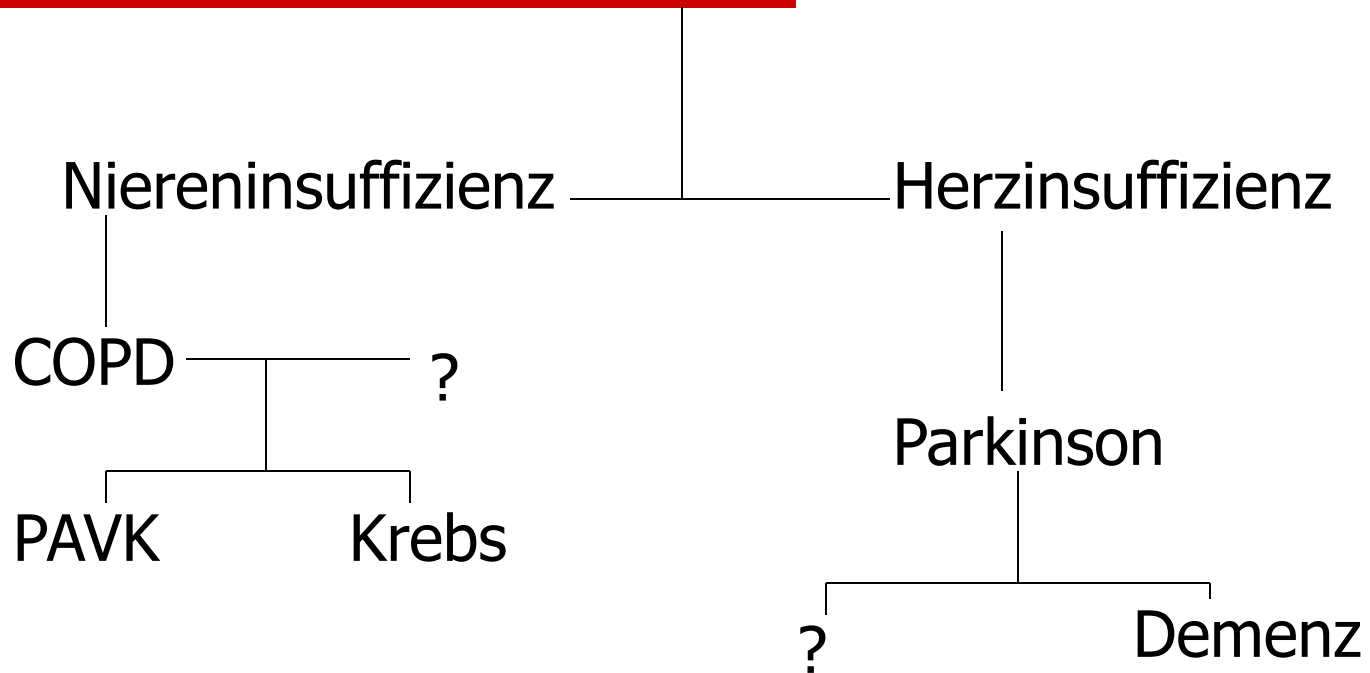 Niereninsuffizienz Herzinsuffizienz
COPD ?
Parkinson
PAVK Krebs
? Demenz